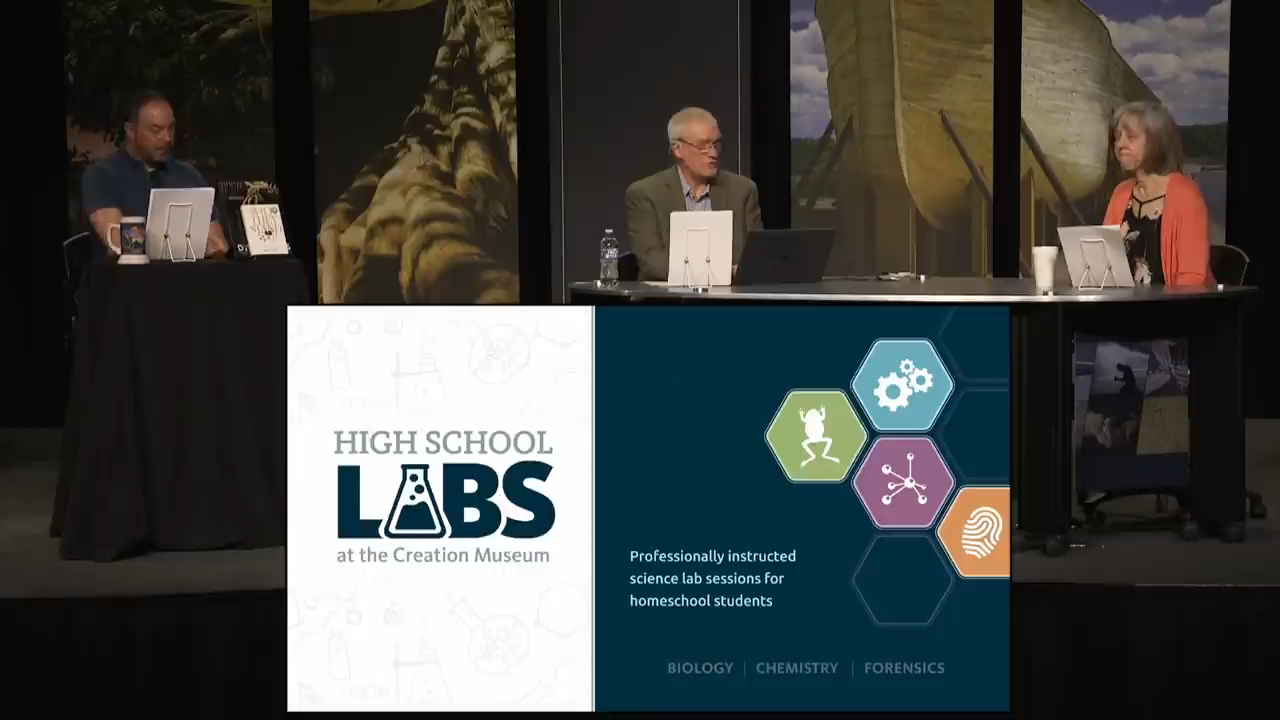 HIGH SCHOOL
LABS
at the Creation Museum
Professionally instructed
science lab sessions for
homeschool students
BIOLOGY | CHEMISTRY | FORENSICS